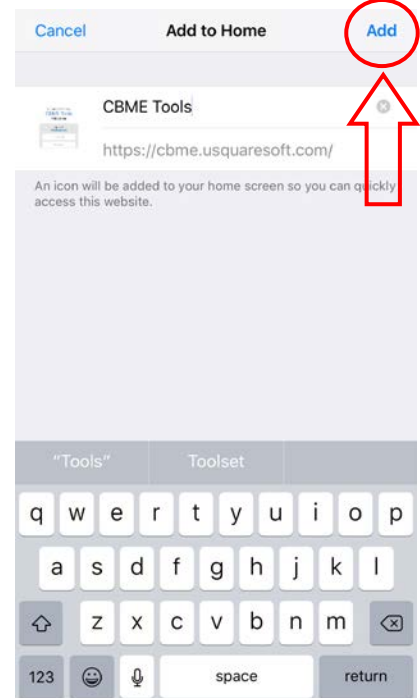 Cancel Add to Home Add
CBME Tools
https://cbme.usquaresoft.com/
An icon will be added to your home screen so you can quickly
access this website.
"Tools" Toolset
q w e r t y u i o p
a s d f g h j k l
z x c v b n m
123 space return